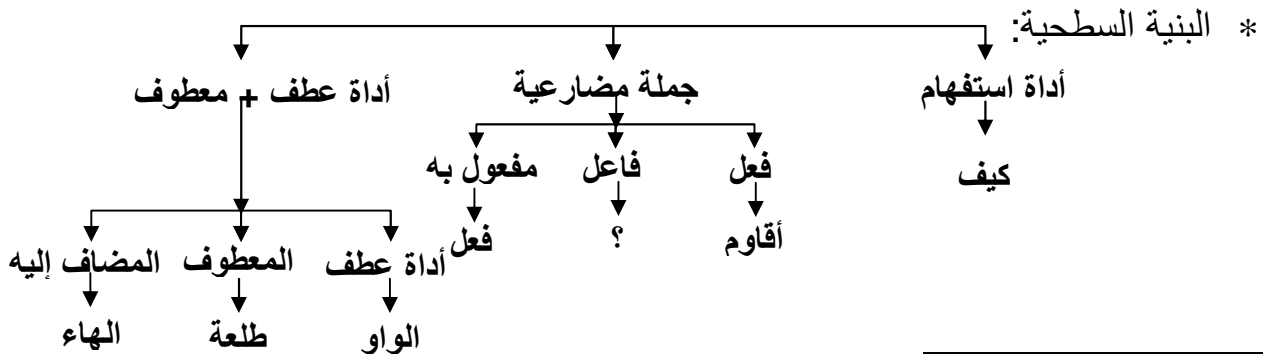 * البنية السطحية:
أداة استفهام جملة مضارعية أداة عطف + معطوف
كيف فعل فاعل مفعول به
أقاوم ؟ فعل
أداة عطف المعطوف المضاف إليه
الواو طلعة الهاء